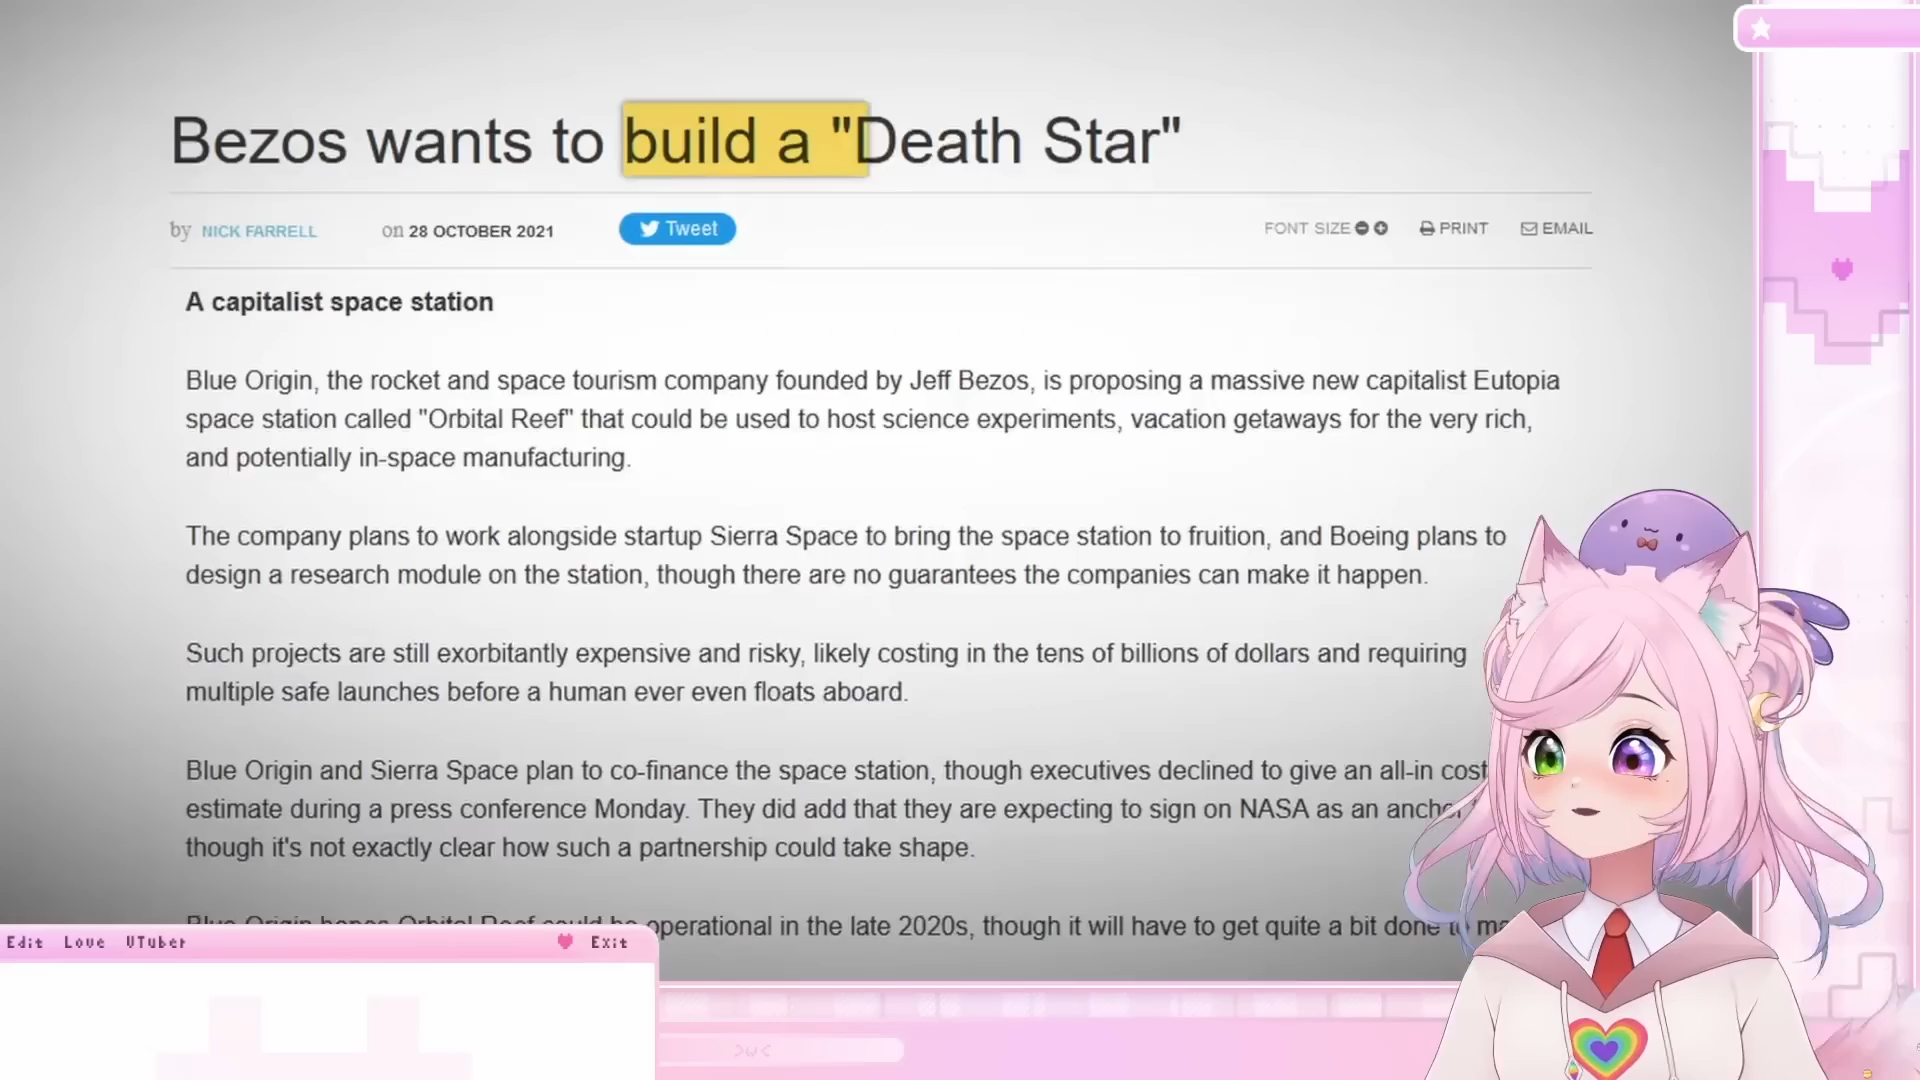 Bezos wants to build a "Death Star"
by NICK FARRELL on 28 OCTOBER 2021 Tweet FONT SIZE PRINT EMAIL
A capitalist space station
Blue Origin, the rocket and space tourism company founded by Jeff Bezos, is proposing a massive new capitalist Eutopia
space station called "Orbital Reef" that could be used to host science experiments, vacation getaways for the very rich,
and potentially in-space manufacturing.
The company plans to work alongside startup Sierra Space to bring the space station to fruition, and Boeing plans to
design a research module on the station, though there are no guarantees the companies can make it happen.
Such projects are still exorbitantly expensive and risky, likely costing in the tens of billions of dollars and requiring
multiple safe launches before a human ever even floats aboard.
Blue Origin and Sierra Space plan to co-finance the space station, though executives declined to give an all-in cost
estimate during a press conference Monday. They did add that they are expecting to sign on NASA as an
though it's not exactly clear how such a partnership could take shape.
Blue Origin hopes Orbital Reef could be operational in the late 2020s, though it will have to get quite a bit done to
Edit Love VTuber Exit
>w<